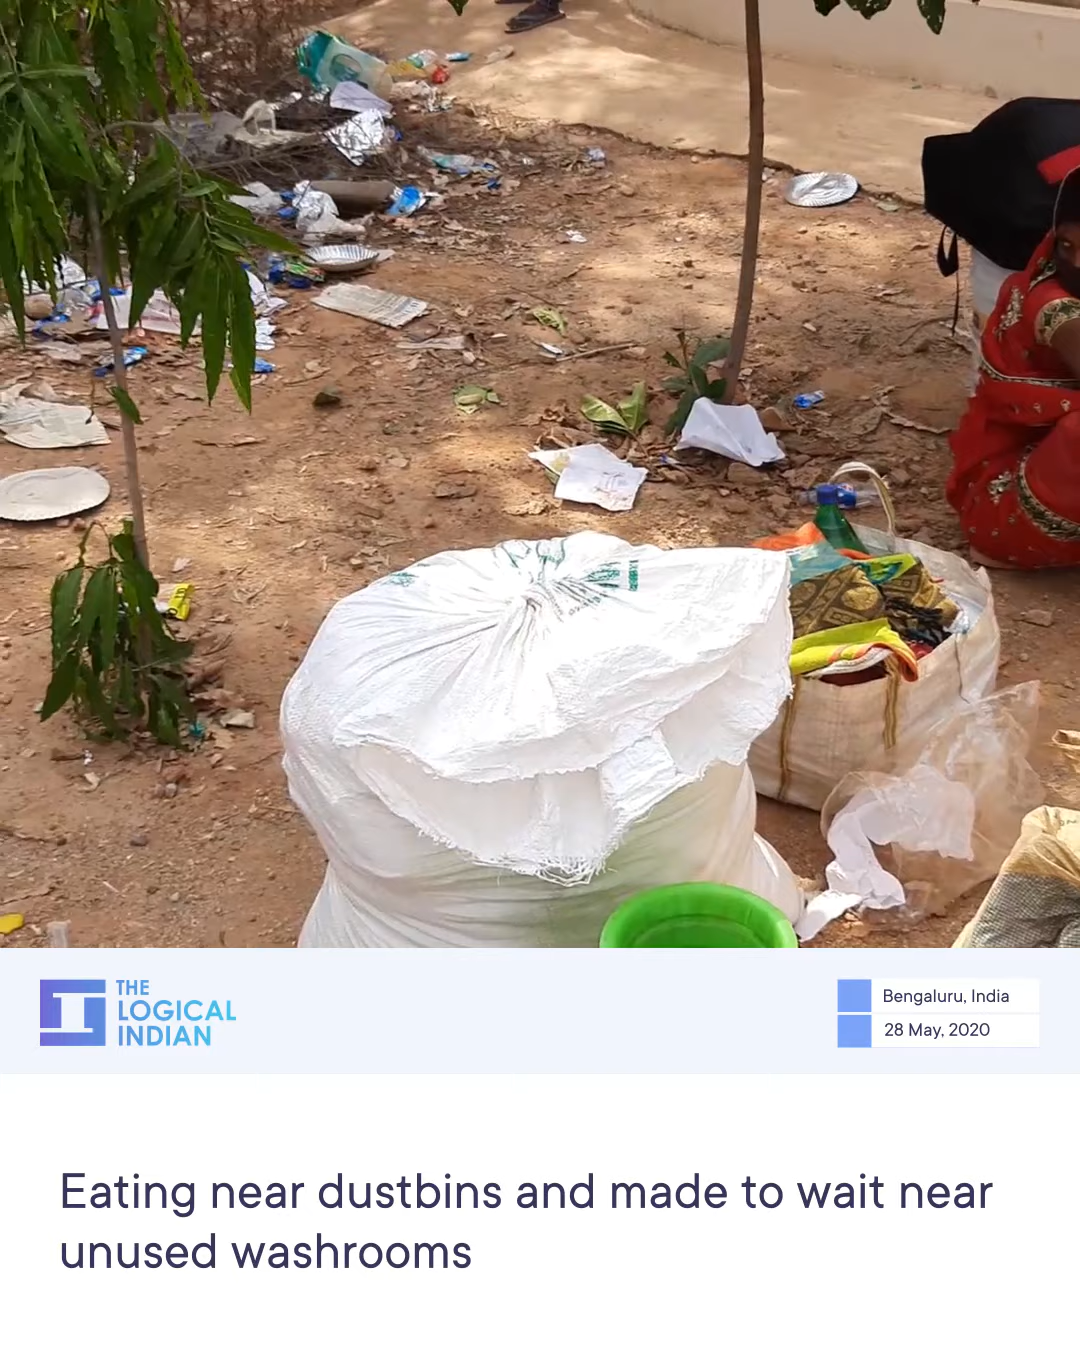 THE
LOGICAL
INDIAN
Bengaluru, India
28 May, 2020
Eating near dustbins and made to wait near
unused washrooms